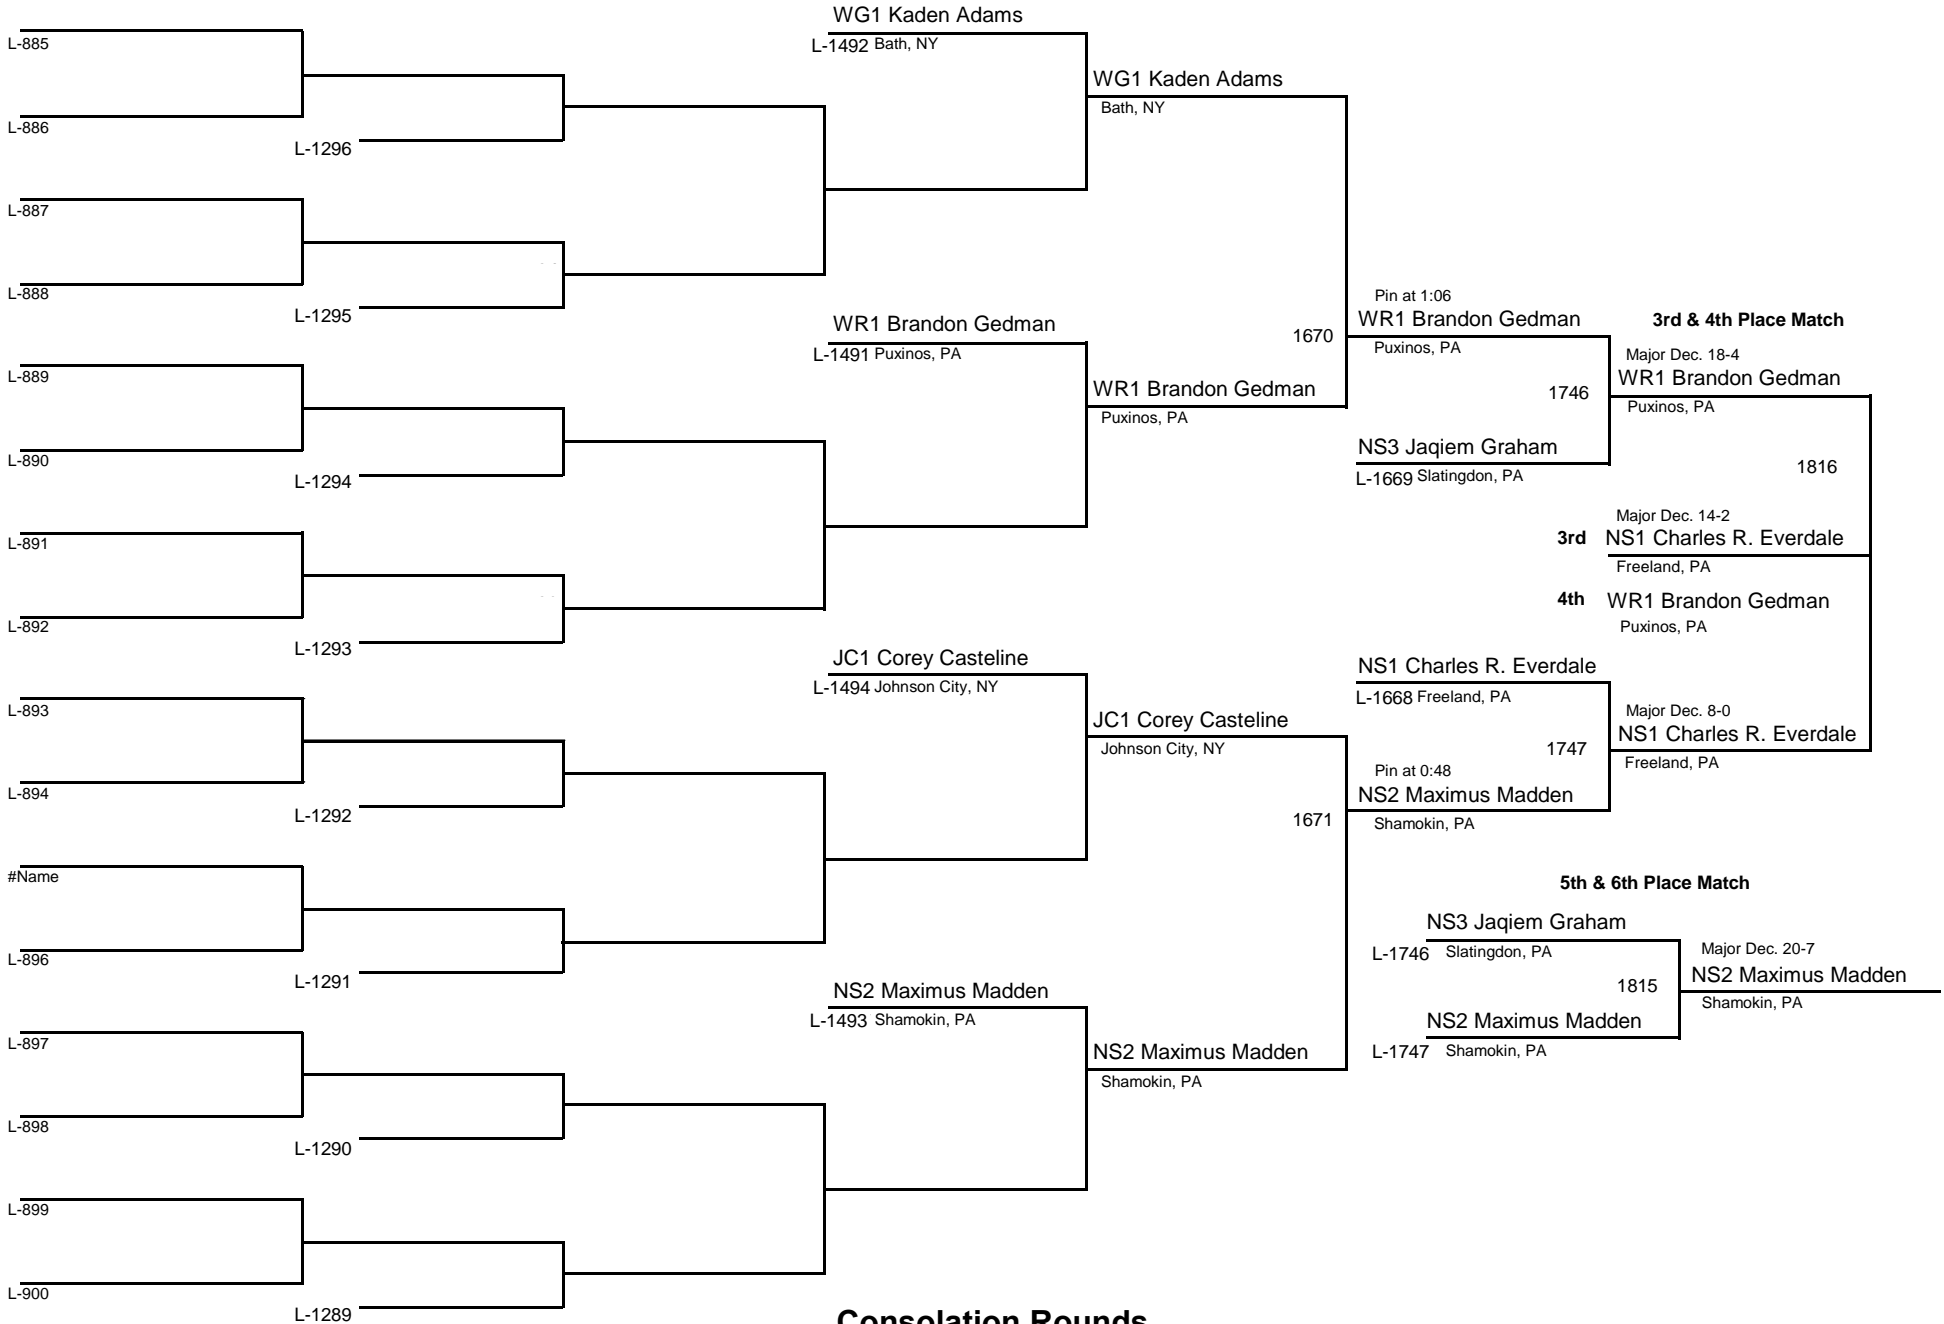 L-885
L-886
L-1296
L-887
L-888
L-1295
L-889
L-890
L-1294
L-891
L-892
L-1293
L-893
L-894
L-1292
#Name
L-896
L-1291
L-897
L-898
L-1290
L-899
L-900
L-1289
WG1 Kaden Adams
L-1492 Bath, NY
WR1 Brandon Gedman
L-1491 Puxinos, PA
JC1 Corey Casteline
L-1494 Johnson City, NY
NS2 Maximus Madden
L-1493 Shamokin, PA
WG1 Kaden Adams
Bath, NY
1670
WR1 Brandon Gedman
Puxinos, PA
JC1 Corey Casteline
Johnson City, NY
1671
NS2 Maximus Madden
Shamokin, PA
Pin at 1:06
WR1 Brandon Gedman
Puxinos, PA
1746
NS3 Jaqiem Graham
L-1669 Slatingdon, PA
NS1 Charles R. Everdale
L-1668 Freeland, PA
1747
Pin at 0:48
NS2 Maximus Madden
Shamokin, PA
3rd & 4th Place Match
Major Dec. 18-4
WR1 Brandon Gedman
Puxinos, PA
1816
Major Dec. 14-2
3rd NS1 Charles R. Everdale
Freeland, PA
4th WR1 Brandon Gedman
Puxinos, PA
Major Dec. 8-0
NS1 Charles R. Everdale
Freeland, PA
5th & 6th Place Match
NS3 Jaqiem Graham
L-1746 Slatingdon, PA
1815
NS2 Maximus Madden
L-1747 Shamokin, PA
Major Dec. 20-7
NS2 Maximus Madden
Shamokin, PA
Consolation Rounds